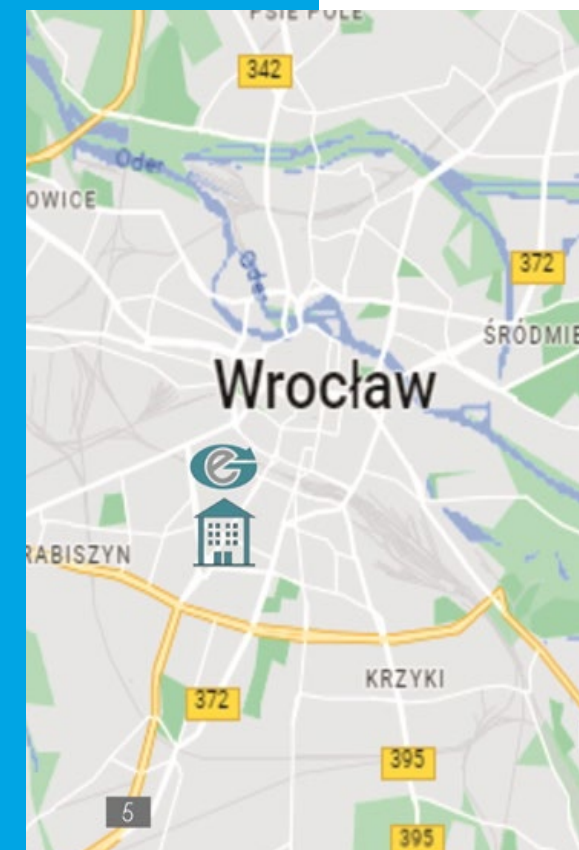 PSIE POLE
342
Oder
OWICE
Oder
372
ŚRÓDMIE
Wrocław
e
RABISZYN
KRZYKI
372
395
5
395